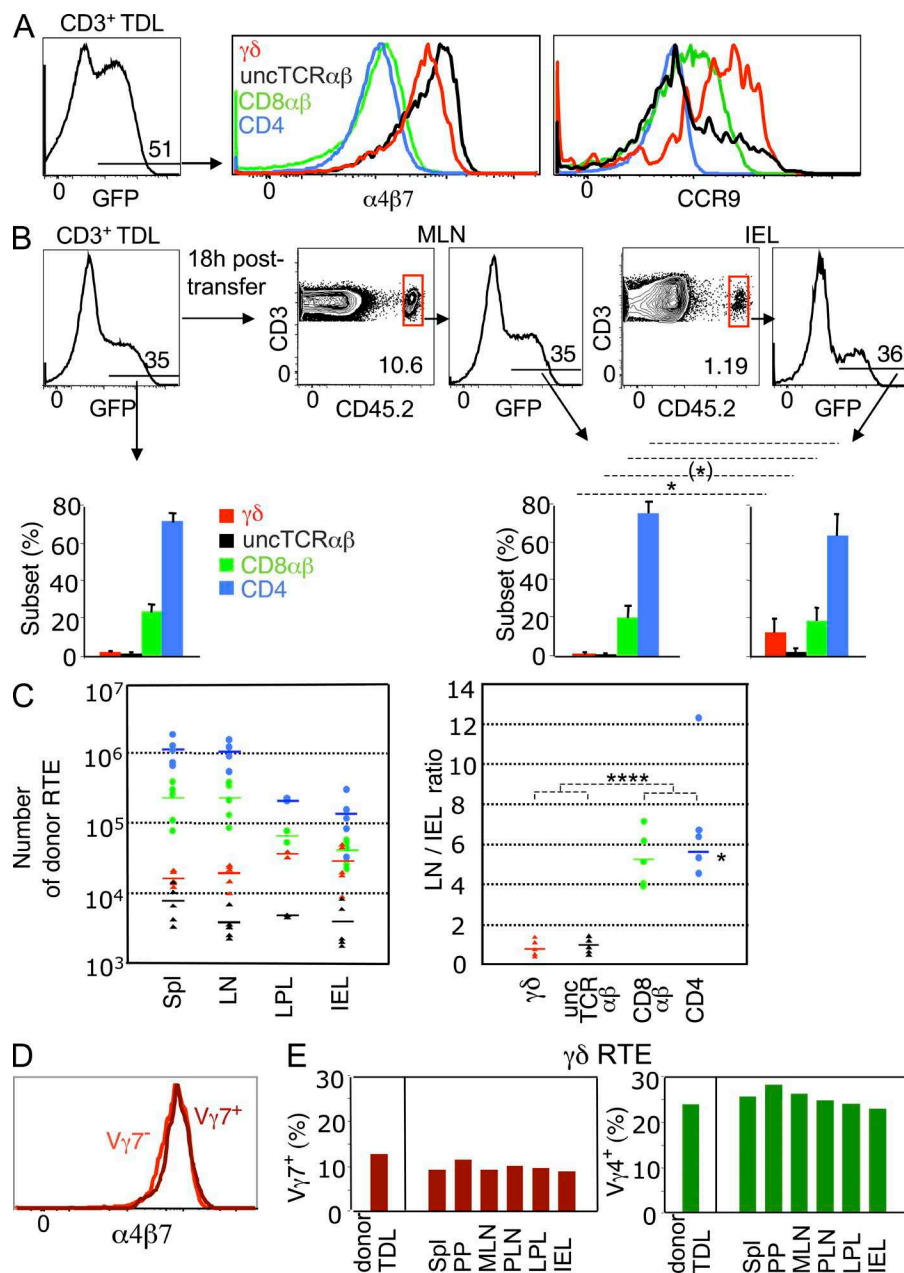 A
CD3⁺ TDL
51
0
GFP
γδ
uncTCRαβ
CD8αβ
CD4
0
α4β7
0
CCR9
B
CD3⁺ TDL
35
0
GFP
18h post-
transfer
MLN
CD3
0
10.6
0
CD45.2
35
0
GFP
IEL
CD3
0
1.19
0
CD45.2
36
0
GFP
(*)
*
Subset (%)
80
60
40
20
0
γδ
uncTCRαβ
CD8αβ
CD4
Subset (%)
80
60
40
20
0
C
Number
of donor RTE
10⁷
10⁶
10⁵
10⁴
10³
Spl
LN
LPL
IEL
LN / IEL ratio
14
12
10
8
6
4
2
0
****
*
γδ
unc
TCR
αβ
CD8
αβ
CD4
D
Vγ7⁻
Vγ7⁺
0
α4β7
E
γδ RTE
Vγ7⁺ (%)
30
20
10
0
donor
TDL
Spl
PP
MLN
PLN
LPL
IEL
Vγ4⁺ (%)
30
20
10
0
donor
TDL
Spl
PP
MLN
PLN
LPL
IEL